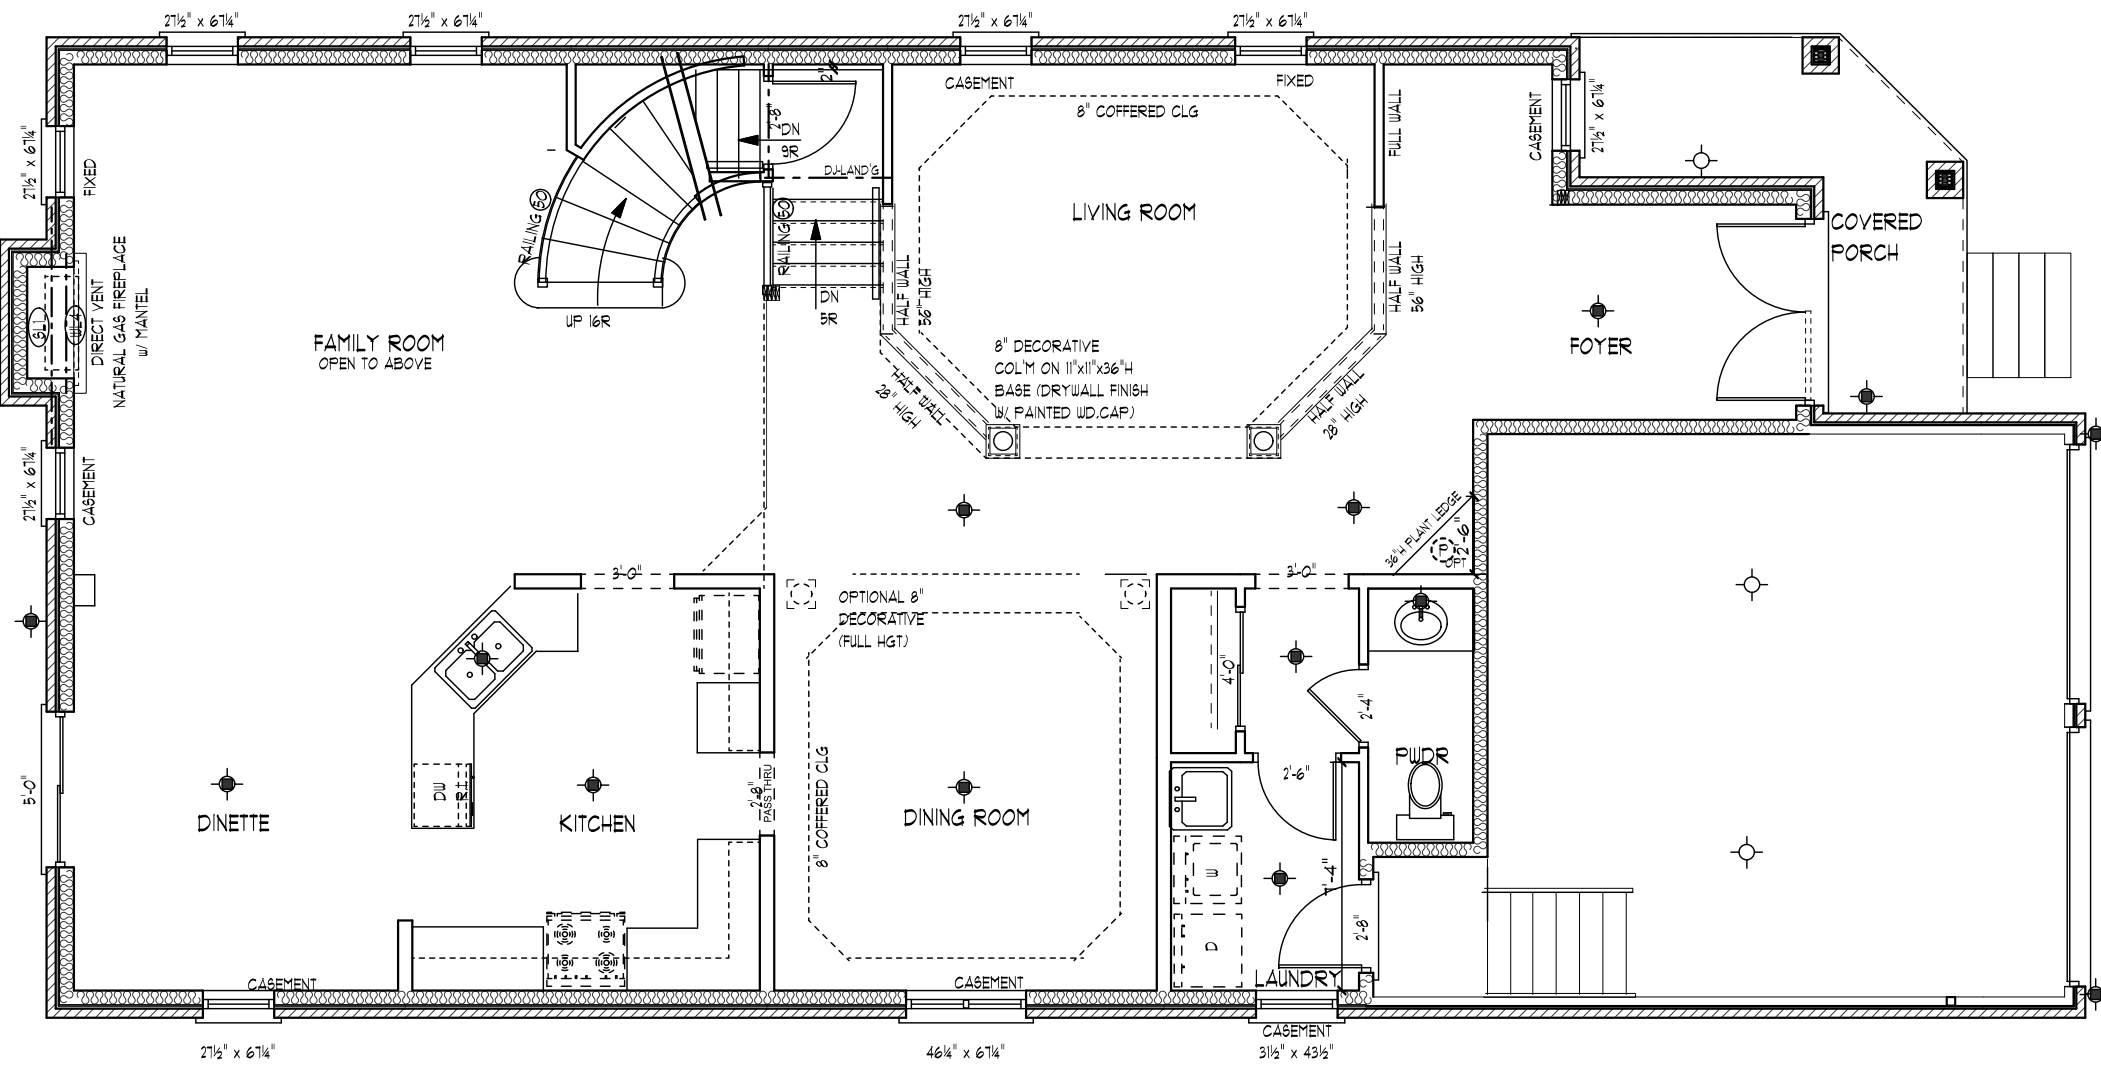 27½" x 67¼"
27½" x 67¼"
27½" x 67¼"
27½" x 67¼"
CASEMENT
FIXED
8" COFFERED CLG
FULL WALL
CASEMENT
27½" x 67¼"
27½" x 67¼"
FIXED
2'-8"
DN
9R
DJ-LAND'G
RAILING 50
RAILING 50
LIVING ROOM
COVERED
PORCH
DIRECT VENT
NATURAL GAS FIREPLACE
w/ MANTEL
SL1
WL4
HALF WALL
56" HIGH
HALF WALL
56" HIGH
DN
5R
UP 16R
FAMILY ROOM
OPEN TO ABOVE
FOYER
8" DECORATIVE
COL'M ON 11"x11"x36"H
BASE (DRYWALL FINISH
W/ PAINTED WD.CAP)
HALF WALL
28" HIGH
HALF WALL
28" HIGH
27½" x 67¼"
CASEMENT
36"H PLANT LEDGE
2'-6"
P
OPT
3'-0"
3'-0"
OPTIONAL 8"
DECORATIVE
(FULL HGT)
4'-0"
2'-4"
PWDR
5'-0"
DW
2'-8"
PASS THRU
8" COFFERED CLG
2'-6"
DINETTE
KITCHEN
DINING ROOM
W
D
2'-8"
LAUNDRY
CASEMENT
CASEMENT
CASEMENT
27½" x 67¼"
46¼" x 67¼"
31½" x 43½"